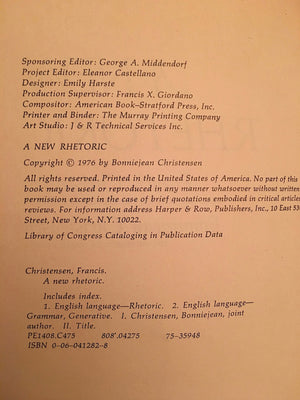 Sponsoring Editor: George A. Middendorf
Project Editor: Eleanor Castellano
Designer: Emily Harste
Production Supervisor: Francis X. Giordano
Compositor: American Book–Stratford Press, Inc.
Printer and Binder: The Murray Printing Company
Art Studio: J & R Technical Services Inc.
A NEW RHETORIC
Copyright © 1976 by Bonniejean Christensen
All rights reserved. Printed in the United States of America. No part of this
book may be used or reproduced in any manner whatsoever without written
permission except in the case of brief quotations embodied in critical articles
reviews. For information address Harper & Row, Publishers, Inc., 10 East 53
Street, New York, N.Y. 10022.
Library of Congress Cataloging in Publication Data
Christensen, Francis.
A new rhetoric.
Includes index.
1. English language—Rhetoric. 2. English language—
Grammar, Generative. I. Christensen, Bonniejean, joint
author. II. Title.
PE1408.C475 808'.04275 75–35948
ISBN 0–06–041282–8